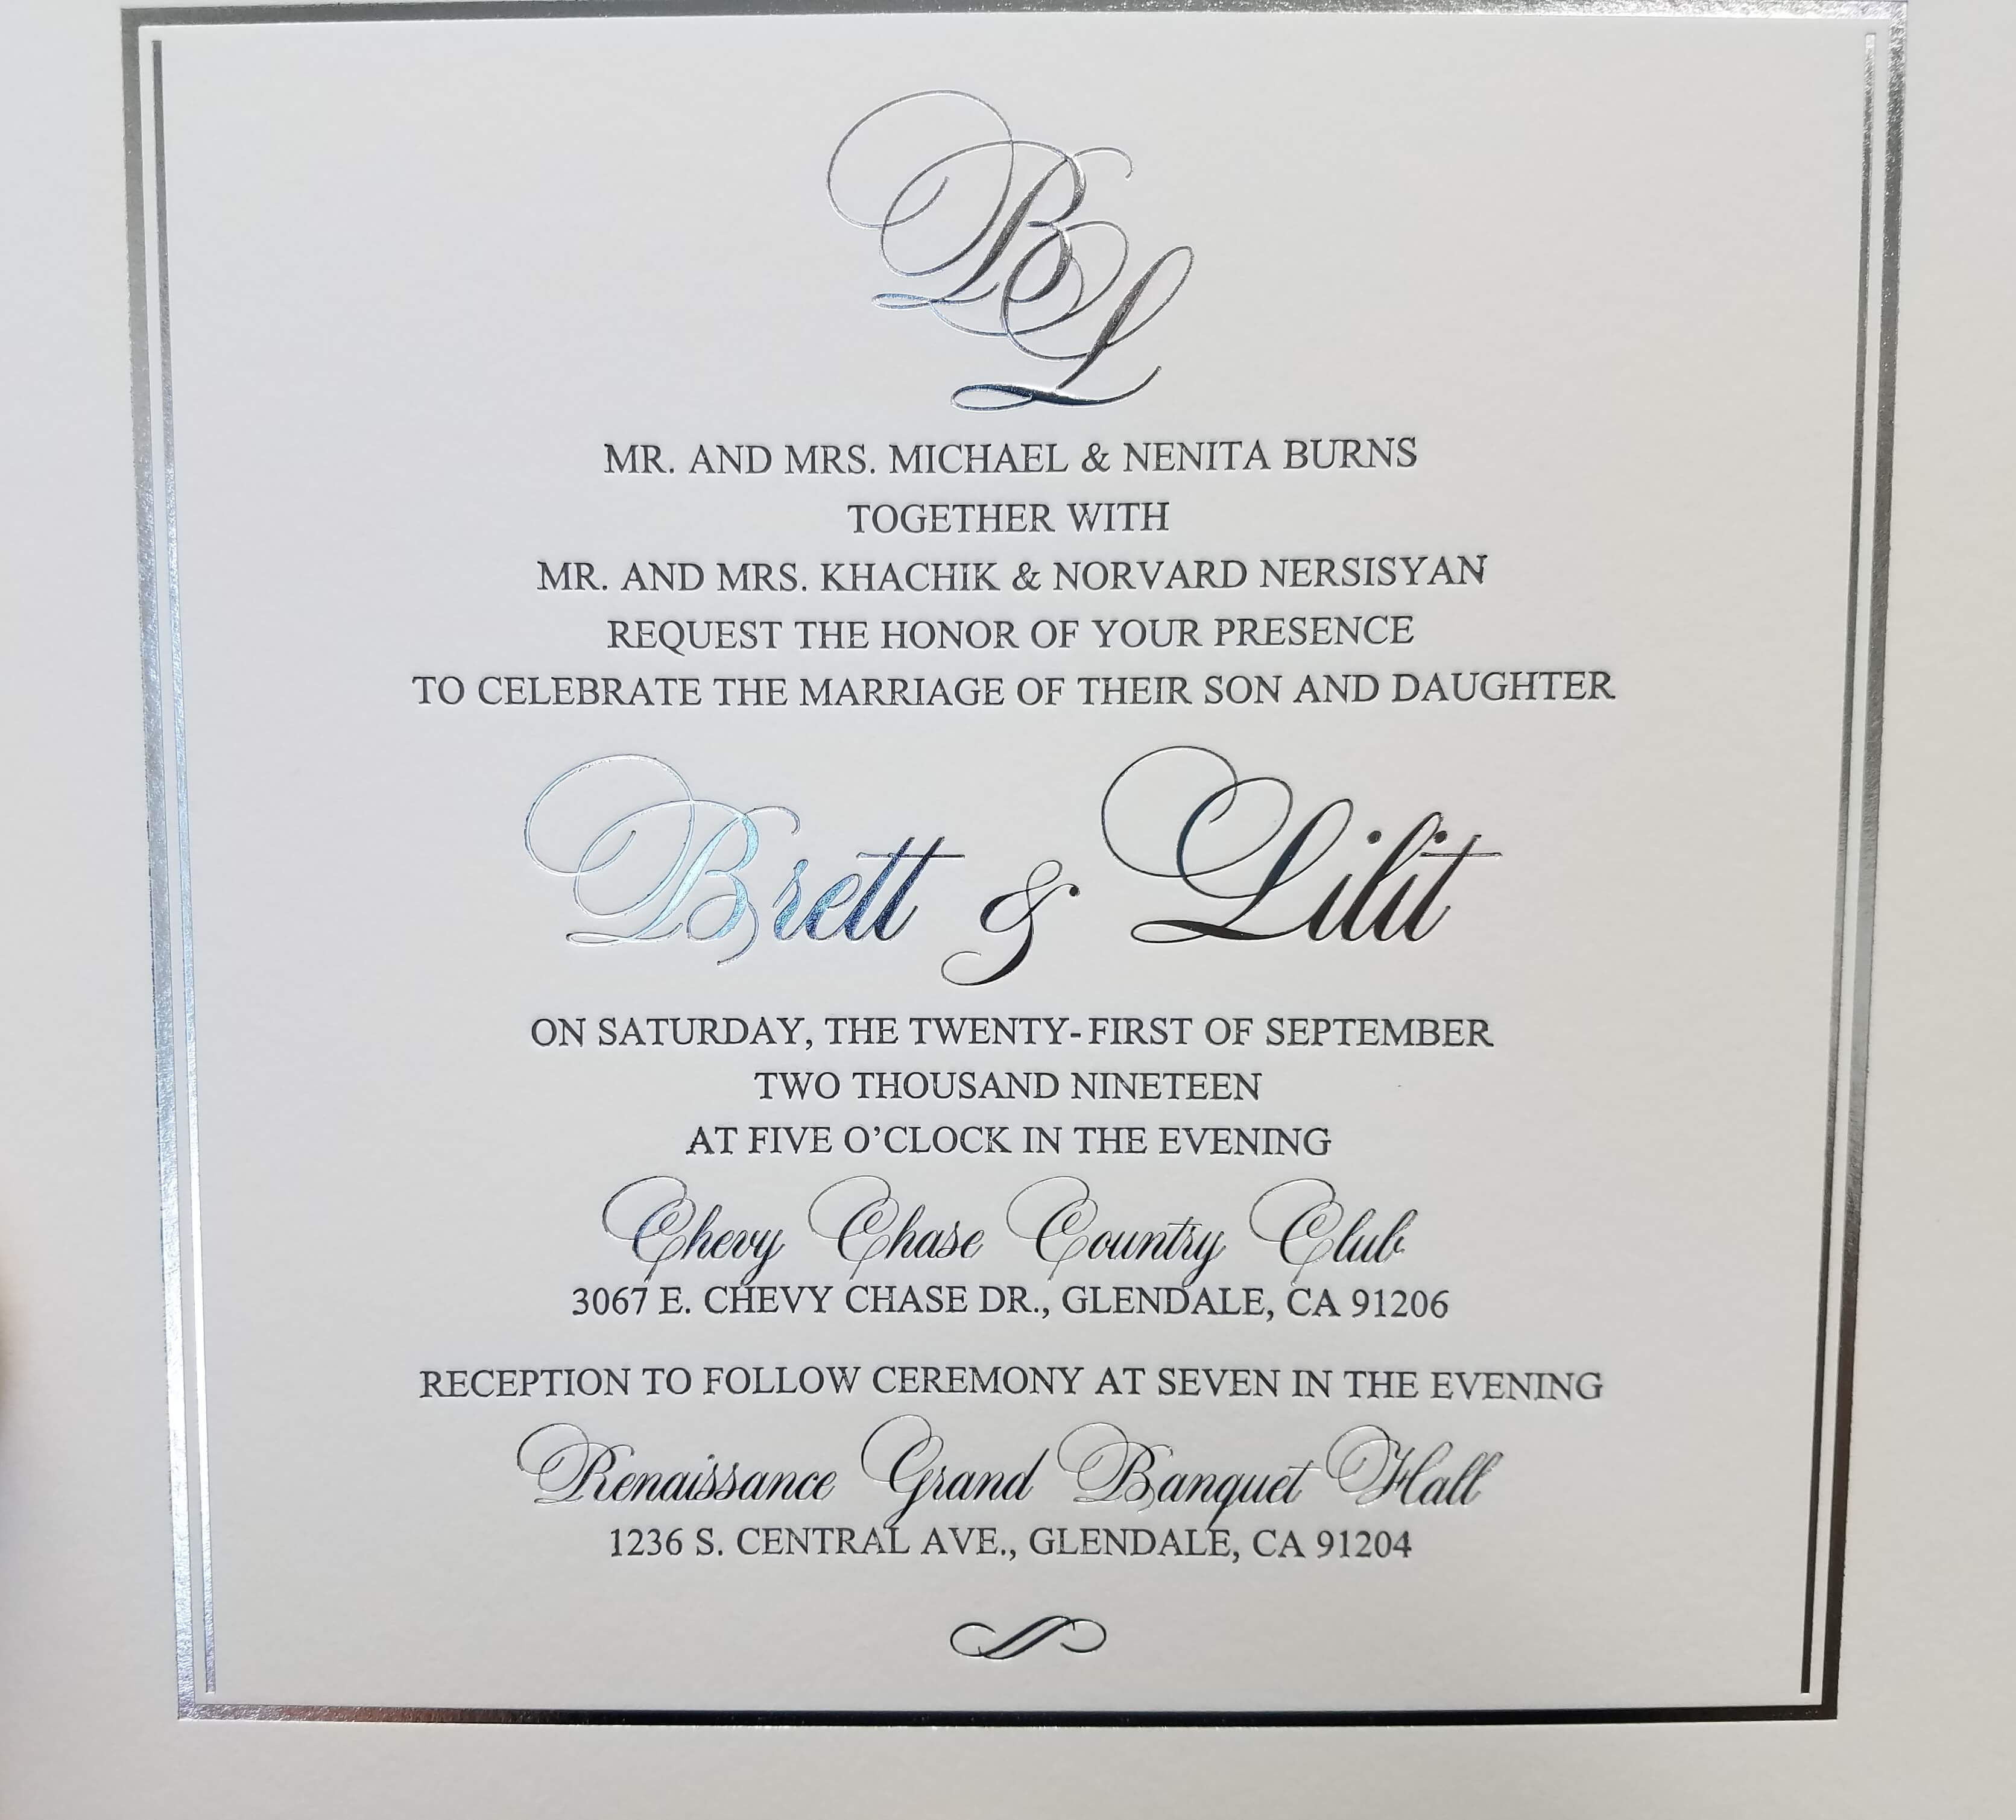 BL
MR. AND MRS. MICHAEL & NENITA BURNS
TOGETHER WITH
MR. AND MRS. KHACHIK & NORVARD NERSISYAN
REQUEST THE HONOR OF YOUR PRESENCE
TO CELEBRATE THE MARRIAGE OF THEIR SON AND DAUGHTER
Brett & Lilit
ON SATURDAY, THE TWENTY-FIRST OF SEPTEMBER
TWO THOUSAND NINETEEN
AT FIVE O'CLOCK IN THE EVENING
Chevy Chase Country Club
3067 E. CHEVY CHASE DR., GLENDALE, CA 91206
RECEPTION TO FOLLOW CEREMONY AT SEVEN IN THE EVENING
Renaissance Grand Banquet Hall
1236 S. CENTRAL AVE., GLENDALE, CA 91204